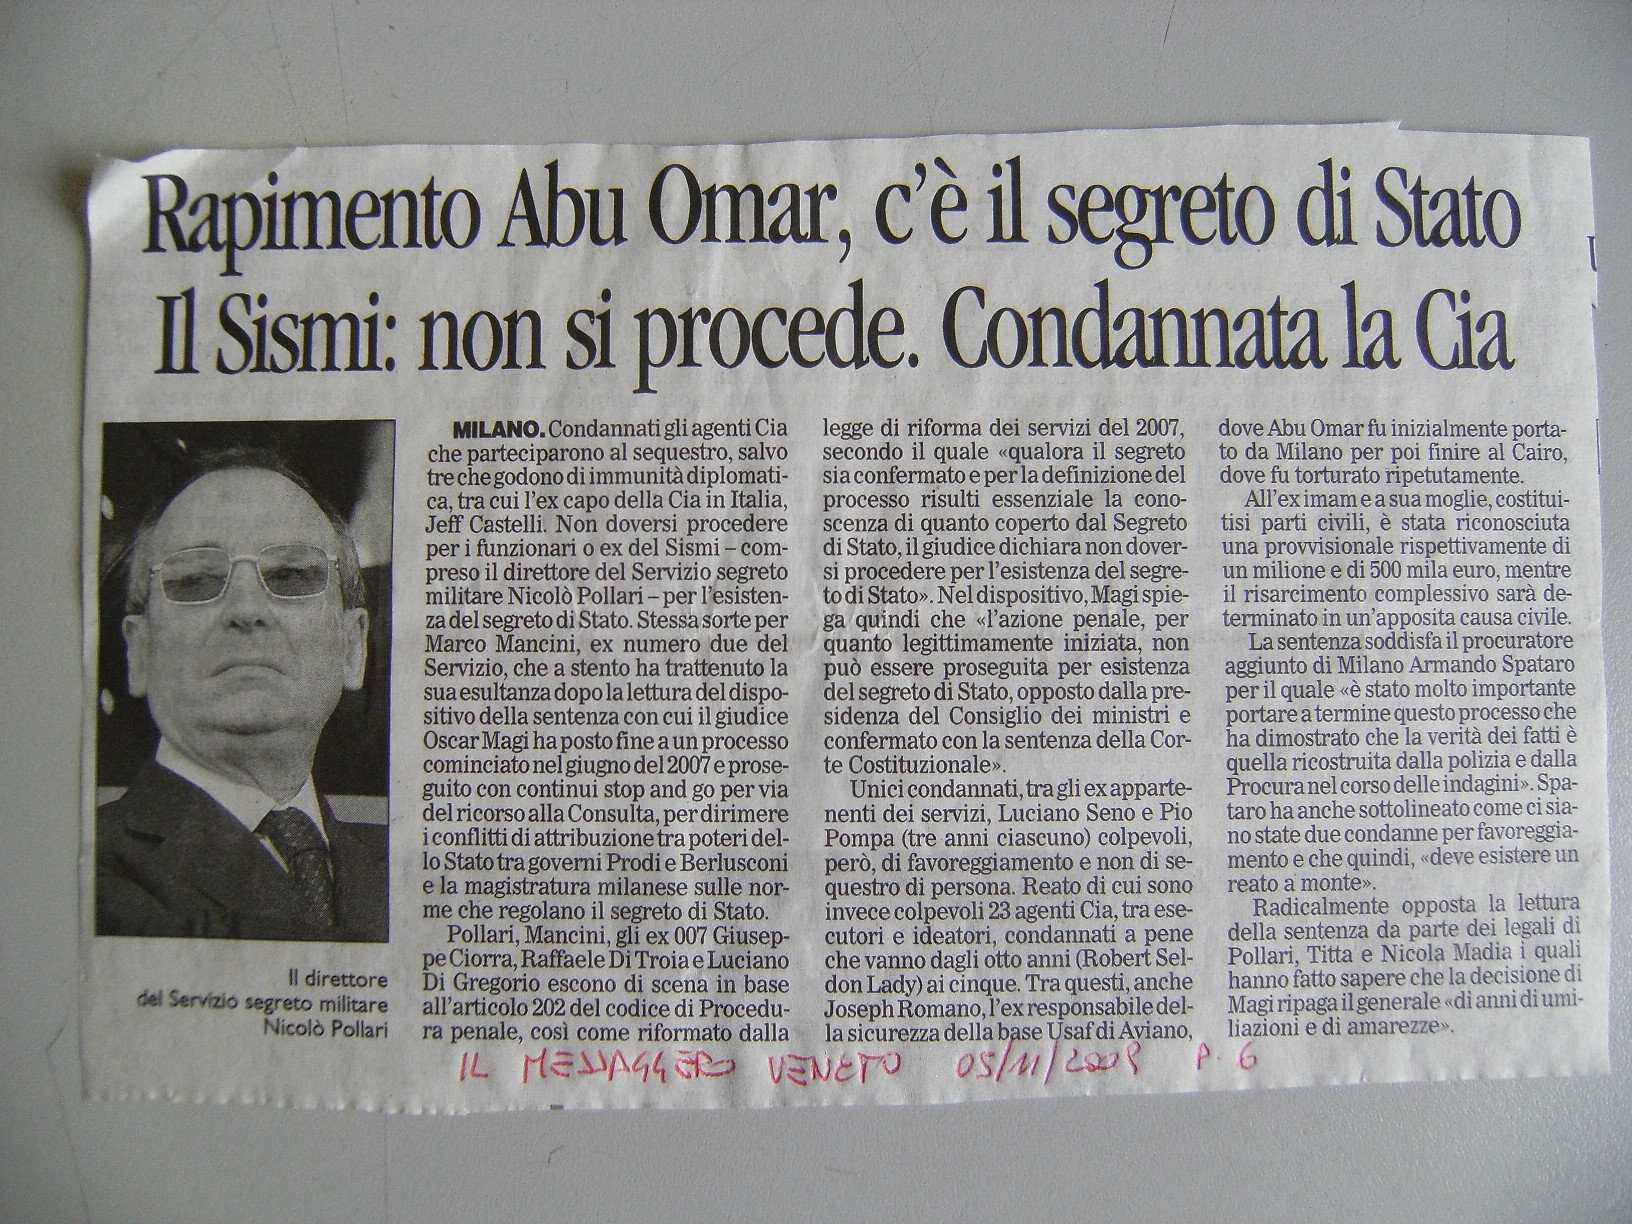 Rapimento Abu Omar, c'è il segreto di Stato
Il Sismi: non si procede. Condannata la Cia
Il direttore
del Servizio segreto militare
Nicolò Pollari
MILANO. Condannati gli agenti Cia
che parteciparono al sequestro, salvo
tre che godono di immunità diplomati-
ca, tra cui l'ex capo della Cia in Italia,
Jeff Castelli. Non doversi procedere
per i funzionari o ex del Sismi – com-
preso il direttore del Servizio segreto
militare Nicolò Pollari – per l'esisten-
za del segreto di Stato. Stessa sorte per
Marco Mancini, ex numero due del
Servizio, che a stento ha trattenuto la
sua esultanza dopo la lettura del dispo-
sitivo della sentenza con cui il giudice
Oscar Magi ha posto fine a un processo
cominciato nel giugno del 2007 e prose-
guito con continui stop and go per via
del ricorso alla Consulta, per dirimere
i conflitti di attribuzione tra poteri del-
lo Stato tra governi Prodi e Berlusconi
e la magistratura milanese sulle nor-
me che regolano il segreto di Stato.
Pollari, Mancini, gli ex 007 Giusep-
pe Ciorra, Raffaele Di Troia e Luciano
Di Gregorio escono di scena in base
all'articolo 202 del codice di Procedu-
ra penale, così come riformato dalla
legge di riforma dei servizi del 2007,
secondo il quale «qualora il segreto
sia confermato e per la definizione del
processo risulti essenziale la cono-
scenza di quanto coperto dal Segreto
di Stato, il giudice dichiara non dover-
si procedere per l'esistenza del segre-
to di Stato». Nel dispositivo, Magi spie-
ga quindi che «l'azione penale, per
quanto legittimamente iniziata, non
può essere proseguita per esistenza
del segreto di Stato, opposto dalla pre-
sidenza del Consiglio dei ministri e
confermato con la sentenza della Cor-
te Costituzionale».
Unici condannati, tra gli ex apparte-
nenti dei servizi, Luciano Seno e Pio
Pompa (tre anni ciascuno) colpevoli,
però, di favoreggiamento e non di se-
questro di persona. Reato di cui sono
invece colpevoli 23 agenti Cia, tra ese-
cutori e ideatori, condannati a pene
che vanno dagli otto anni (Robert Sel-
don Lady) ai cinque. Tra questi, anche
Joseph Romano, l'ex responsabile del-
la sicurezza della base Usaf di Aviano,
dove Abu Omar fu inizialmente porta-
to da Milano per poi finire al Cairo,
dove fu torturato ripetutamente.
All'ex imam e a sua moglie, costitui-
tisi parti civili, è stata riconosciuta
una provvisionale rispettivamente di
un milione e di 500 mila euro, mentre
il risarcimento complessivo sarà de-
terminato in un'apposita causa civile.
La sentenza soddisfa il procuratore
aggiunto di Milano Armando Spataro
per il quale «è stato molto importante
portare a termine questo processo che
ha dimostrato che la verità dei fatti è
quella ricostruita dalla polizia e dalla
Procura nel corso delle indagini». Spa-
taro ha anche sottolineato come ci sia-
no state due condanne per favoreggia-
mento e che quindi, «deve esistere un
reato a monte».
Radicalmente opposta la lettura
della sentenza da parte dei legali di
Pollari, Titta e Nicola Madia i quali
hanno fatto sapere che la decisione di
Magi ripaga il generale «di anni di umi-
liazioni e di amarezze».
IL MESSAGGERO VENETO 05/11/2009 P. 6